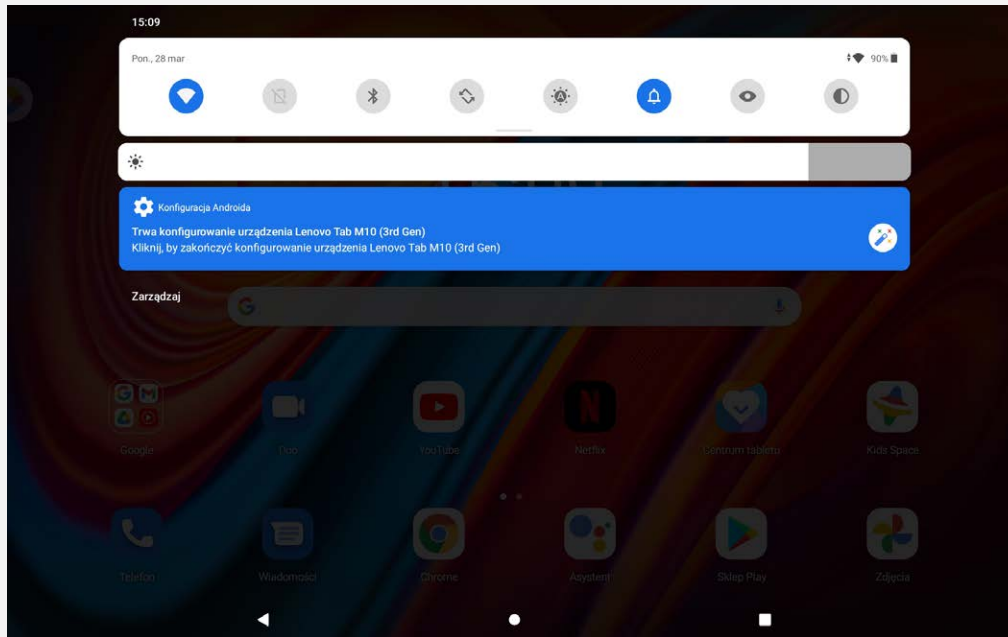 15:09
Pon., 28 mar
90%
Konfiguracja Androida
Trwa konfigurowanie urządzenia Lenovo Tab M10 (3rd Gen)
Kliknij, by zakończyć konfigurowanie urządzenia Lenovo Tab M10 (3rd Gen)
Zarządzaj
Google
Duo
YouTube
Netflix
Centrum tabletu
Kids Space
Telefon
Wiadomości
Chrome
Asystent
Sklep Play
Zdjęcia